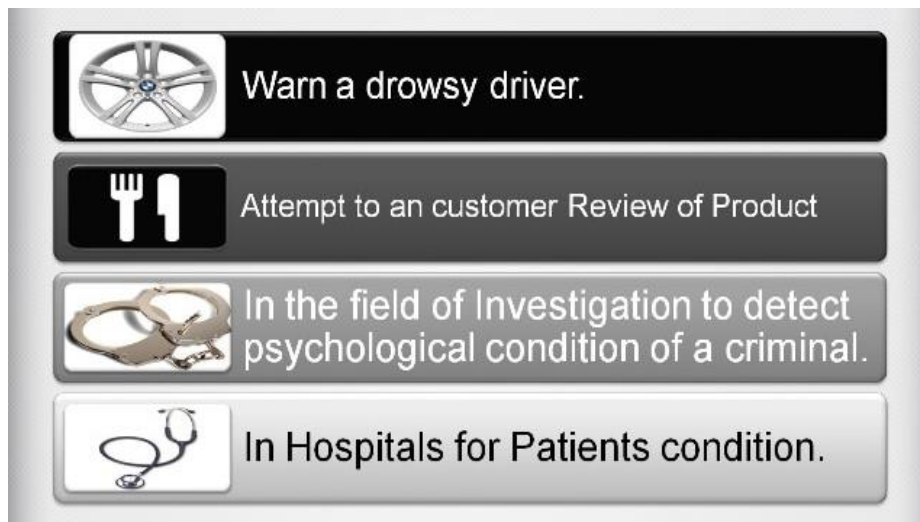 Warn a drowsy driver.
Attempt to an customer Review of Product
In the field of Investigation to detect
psychological condition of a criminal.
In Hospitals for Patients condition.